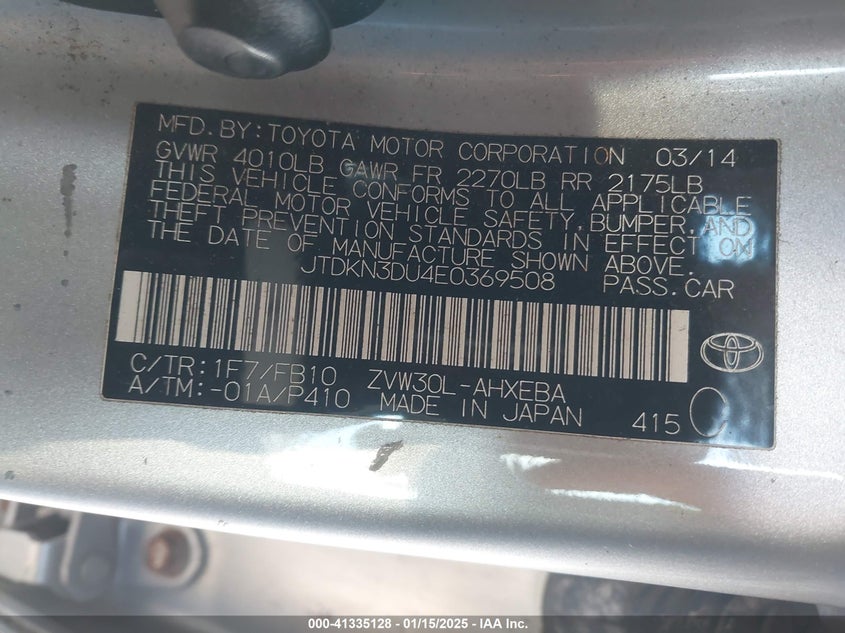 MFD.BY:TOYOTA MOTOR CORPORATION 03/14
GVWR 4010LB GAWR FR 2270LB RR 2175LB
THIS VEHICLE CONFORMS TO ALL APPLICABLE
FEDERAL MOTOR VEHICLE SAFETY,BUMPER,AND
THEFT PREVENTION STANDARDS IN EFFECT ON
THE DATE OF MANUFACTURE SHOWN ABOVE.
JTDKN3DU4E0369508 PASS.CAR
C/TR:1F7/FB10 ZVW30L-AHXEBA
A/TM:-01A/P410 MADE IN JAPAN 415 C
000-41335128 - 01/15/2025 - IAA Inc.